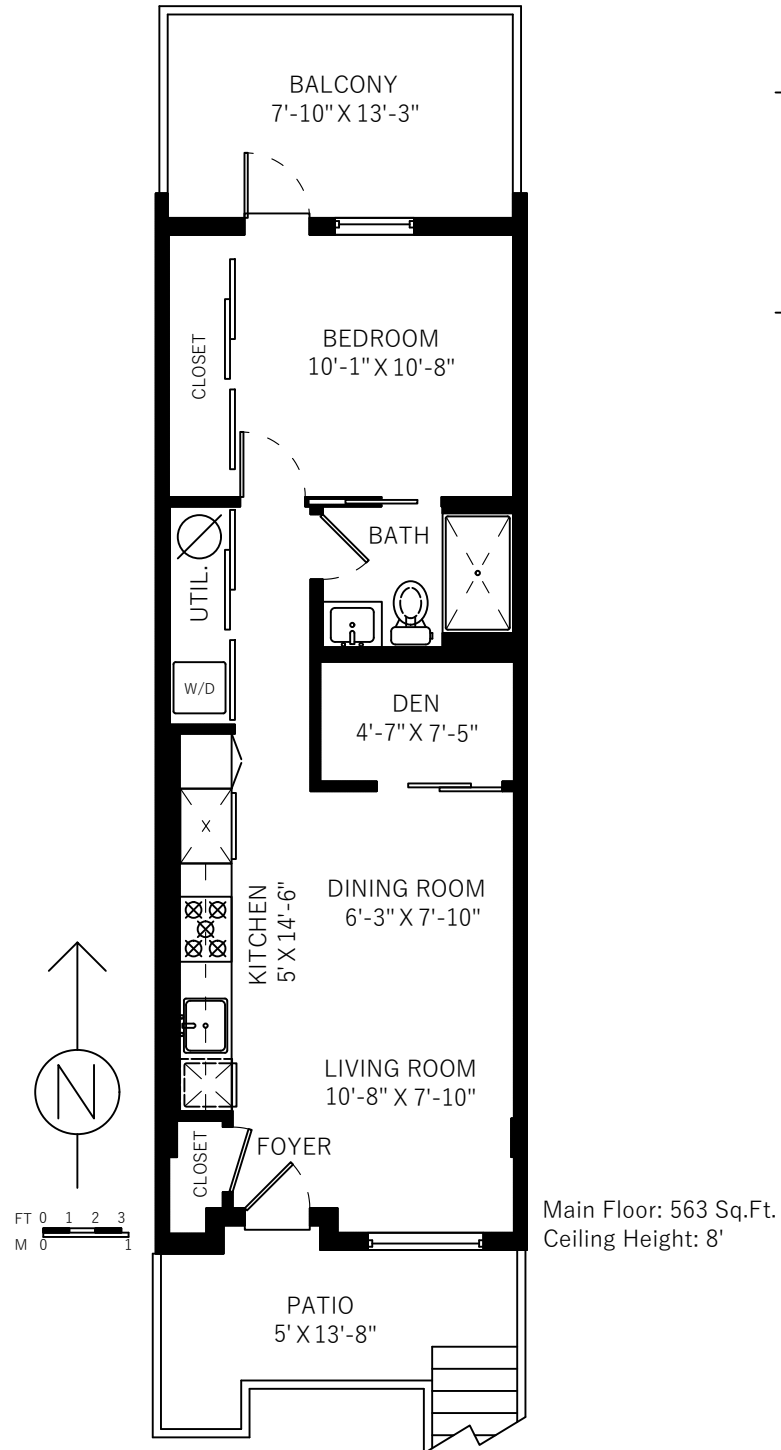 BALCONY
7'-10" X 13'-3"
BEDROOM
10'-1" X 10'-8"
CLOSET
BATH
UTIL.
W/D
DEN
4'-7" X 7'-5"
X
KITCHEN
5' X 14'-6"
DINING ROOM
6'-3" X 7'-10"
LIVING ROOM
10'-8" X 7'-10"
N
CLOSET
FOYER
FT 0 1 2 3
M 0 1
Main Floor: 563 Sq.Ft.
Ceiling Height: 8'
PATIO
5' X 13'-8"